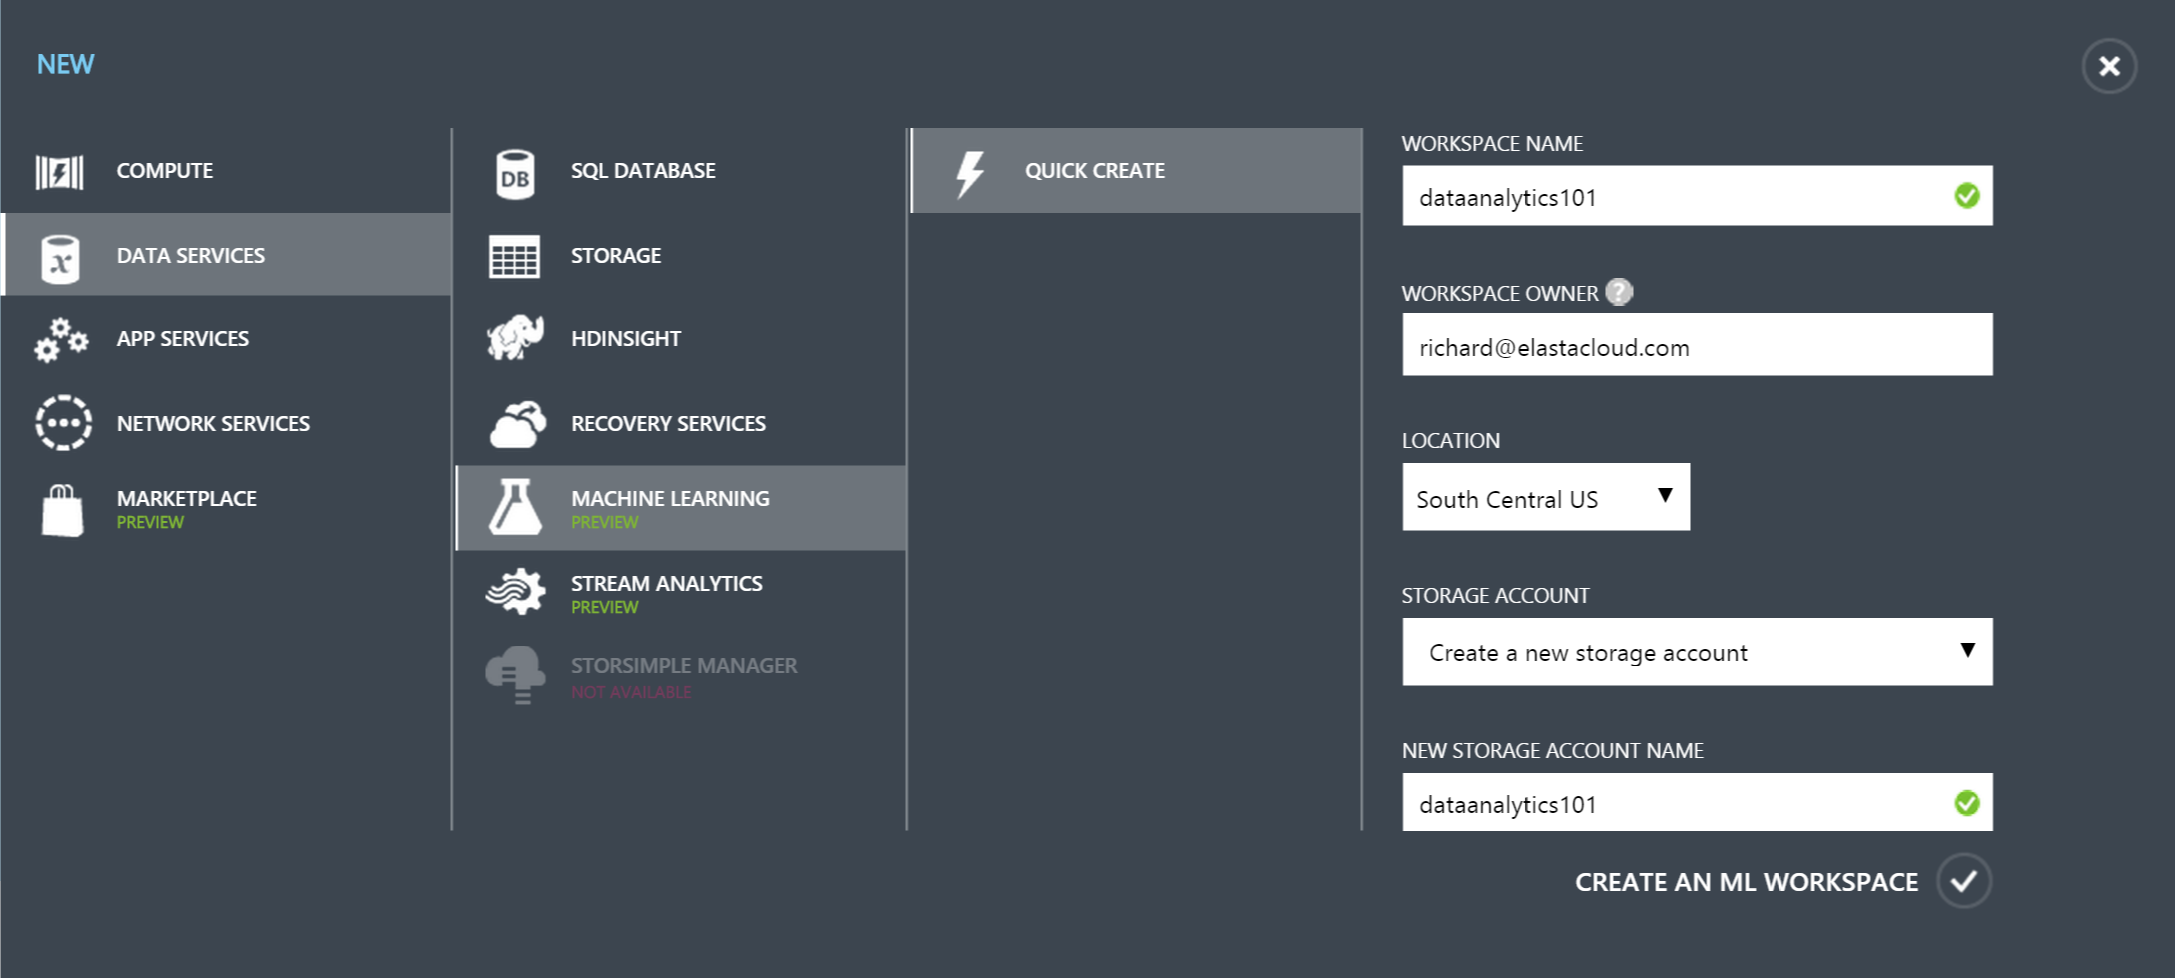 NEW
COMPUTE
DATA SERVICES
APP SERVICES
NETWORK SERVICES
MARKETPLACE
PREVIEW
DB
SQL DATABASE
STORAGE
HDINSIGHT
RECOVERY SERVICES
MACHINE LEARNING
PREVIEW
STREAM ANALYTICS
PREVIEW
STORSIMPLE MANAGER
NOT AVAILABLE
QUICK CREATE
WORKSPACE NAME
dataanalytics101
WORKSPACE OWNER ?
richard@elastacloud.com
LOCATION
South Central US
STORAGE ACCOUNT
Create a new storage account
NEW STORAGE ACCOUNT NAME
dataanalytics101
CREATE AN ML WORKSPACE